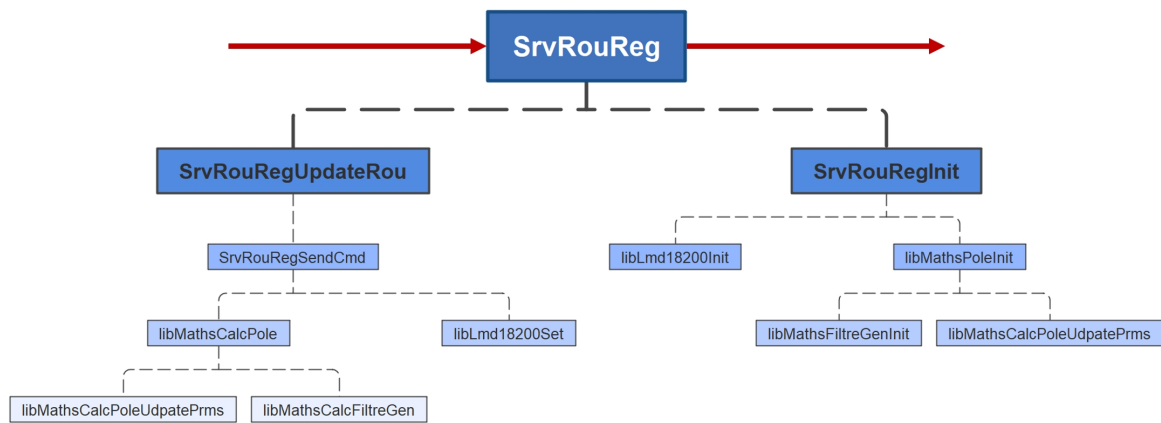 SrvRouReg
SrvRouRegUpdateRou
SrvRouRegInit
SrvRouRegSendCmd
libLmd18200Init
libMathsPoleInit
libMathsCalcPole
libLmd18200Set
libMathsFiltreGenInit
libMathsCalcPoleUdpatePrms
libMathsCalcPoleUdpatePrms
libMathsCalcFiltreGen